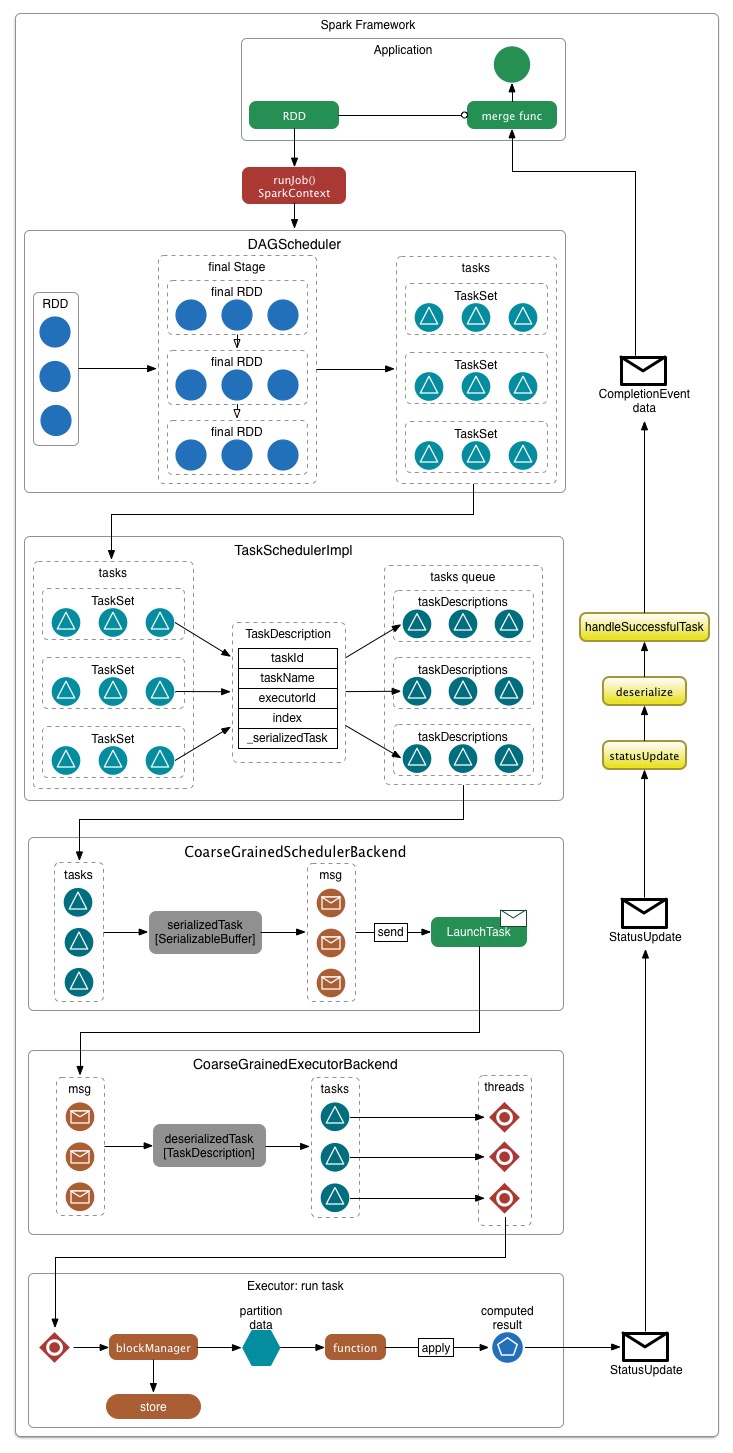 Spark Framework
Application
RDD
merge func
runJob()
SparkContext
DAGScheduler
RDD
final Stage
final RDD
final RDD
final RDD
tasks
TaskSet
TaskSet
TaskSet
CompletionEvent
data
TaskSchedulerImpl
tasks
TaskSet
TaskSet
TaskSet
TaskDescription
taskId
taskName
executorId
index
_serializedTask
tasks queue
taskDescriptions
taskDescriptions
taskDescriptions
handleSuccessfulTask
deserialize
statusUpdate
CoarseGrainedSchedulerBackend
tasks
serializedTask
[SerializableBuffer]
msg
send
LaunchTask
StatusUpdate
CoarseGrainedExecutorBackend
msg
deserializedTask
[TaskDescription]
tasks
threads
Executor: run task
blockManager
store
partition
data
function
apply
computed
result
StatusUpdate